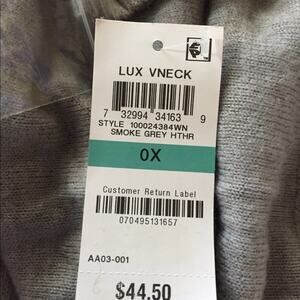 LUX VNECK
7 32994 34163 9
STYLE 100024384WN
SMOKE GREY HTHR
0X
Customer Return Label
070495131657
AA03-001
$44.50